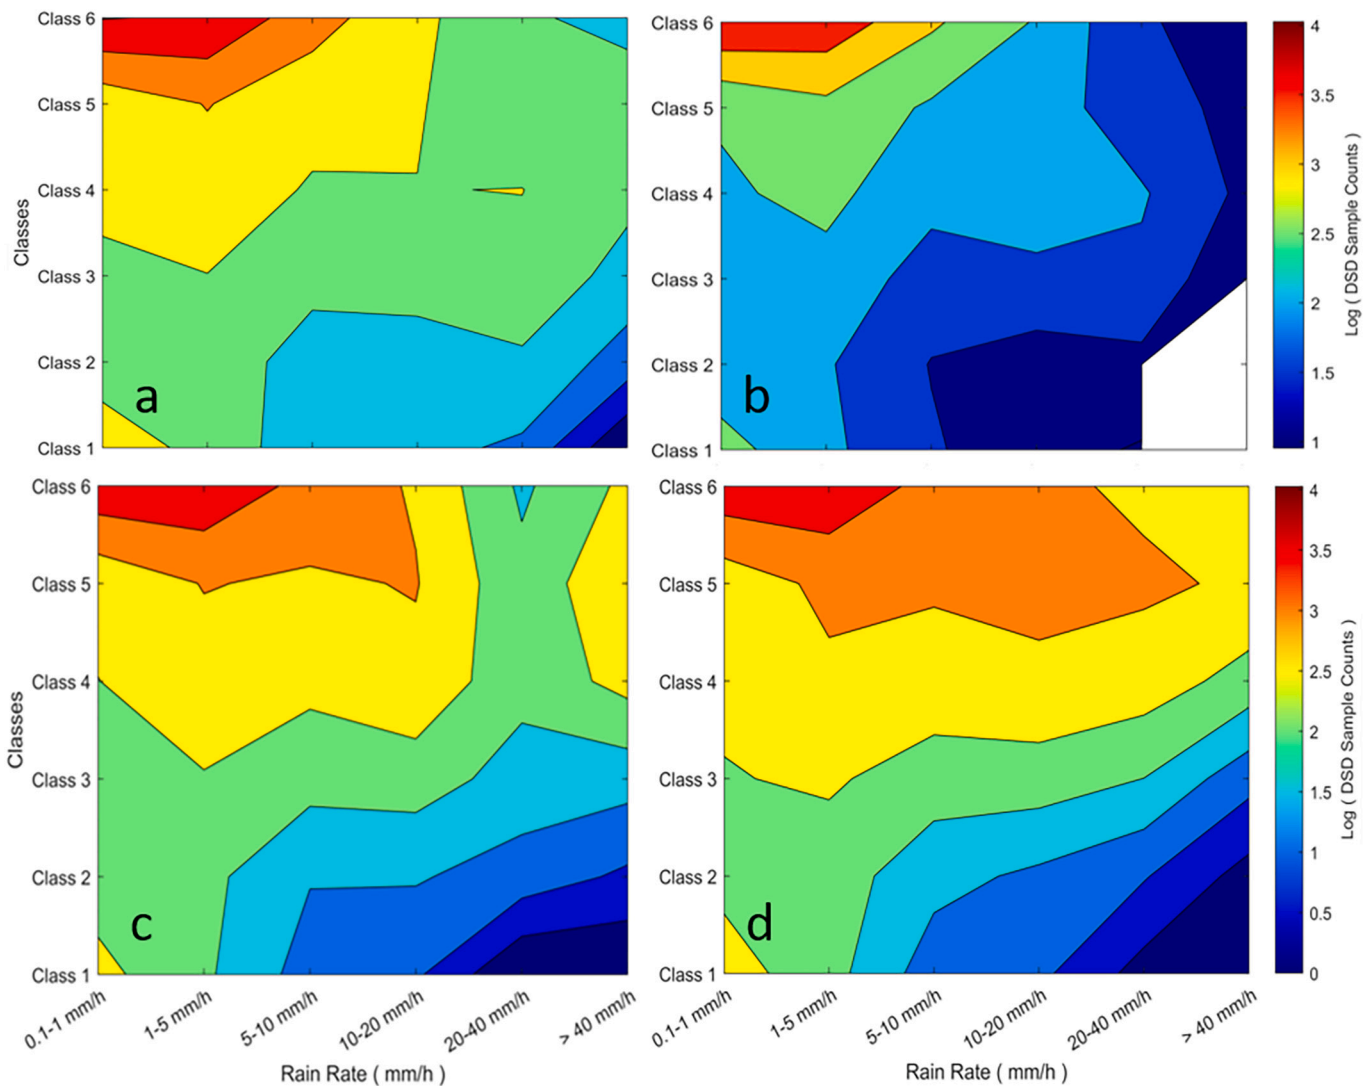 Class 6
Class 5
Class 4
Class 3
Class 2
Class 1
Classes
a
Class 6
Class 5
Class 4
Class 3
Class 2
Class 1
b
4
3.5
3
2.5
2
1.5
1
Log ( DSD Sample Counts )
Class 6
Class 5
Class 4
Class 3
Class 2
Class 1
Classes
c
0.1-1 mm/h
1-5 mm/h
5-10 mm/h
10-20 mm/h
20-40 mm/h
> 40 mm/h
Rain Rate ( mm/h )
Class 6
Class 5
Class 4
Class 3
Class 2
Class 1
d
0.1-1 mm/h
1-5 mm/h
5-10 mm/h
10-20 mm/h
20-40 mm/h
> 40 mm/h
Rain Rate ( mm/h )
4
3.5
3
2.5
2
1.5
1
0.5
0
Log ( DSD Sample Counts )